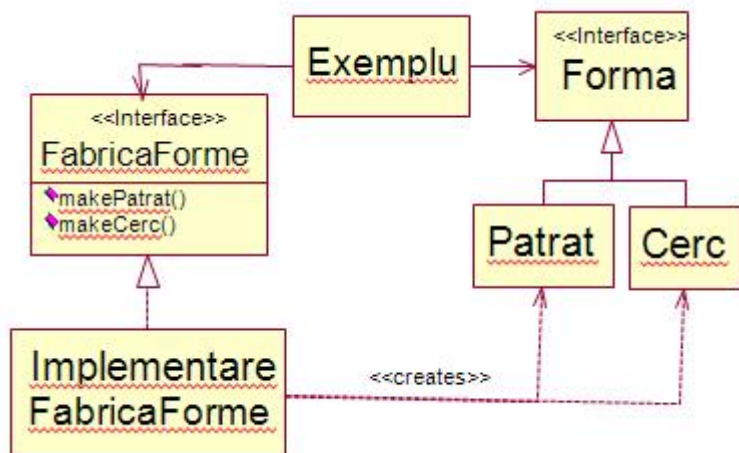 Exemplu
<<Interface>>
Forma
<<Interface>>
FabricaForme
makePatrat()
makeCerc()
Patrat
Cerc
Implementare
FabricaForme
<<creates>>